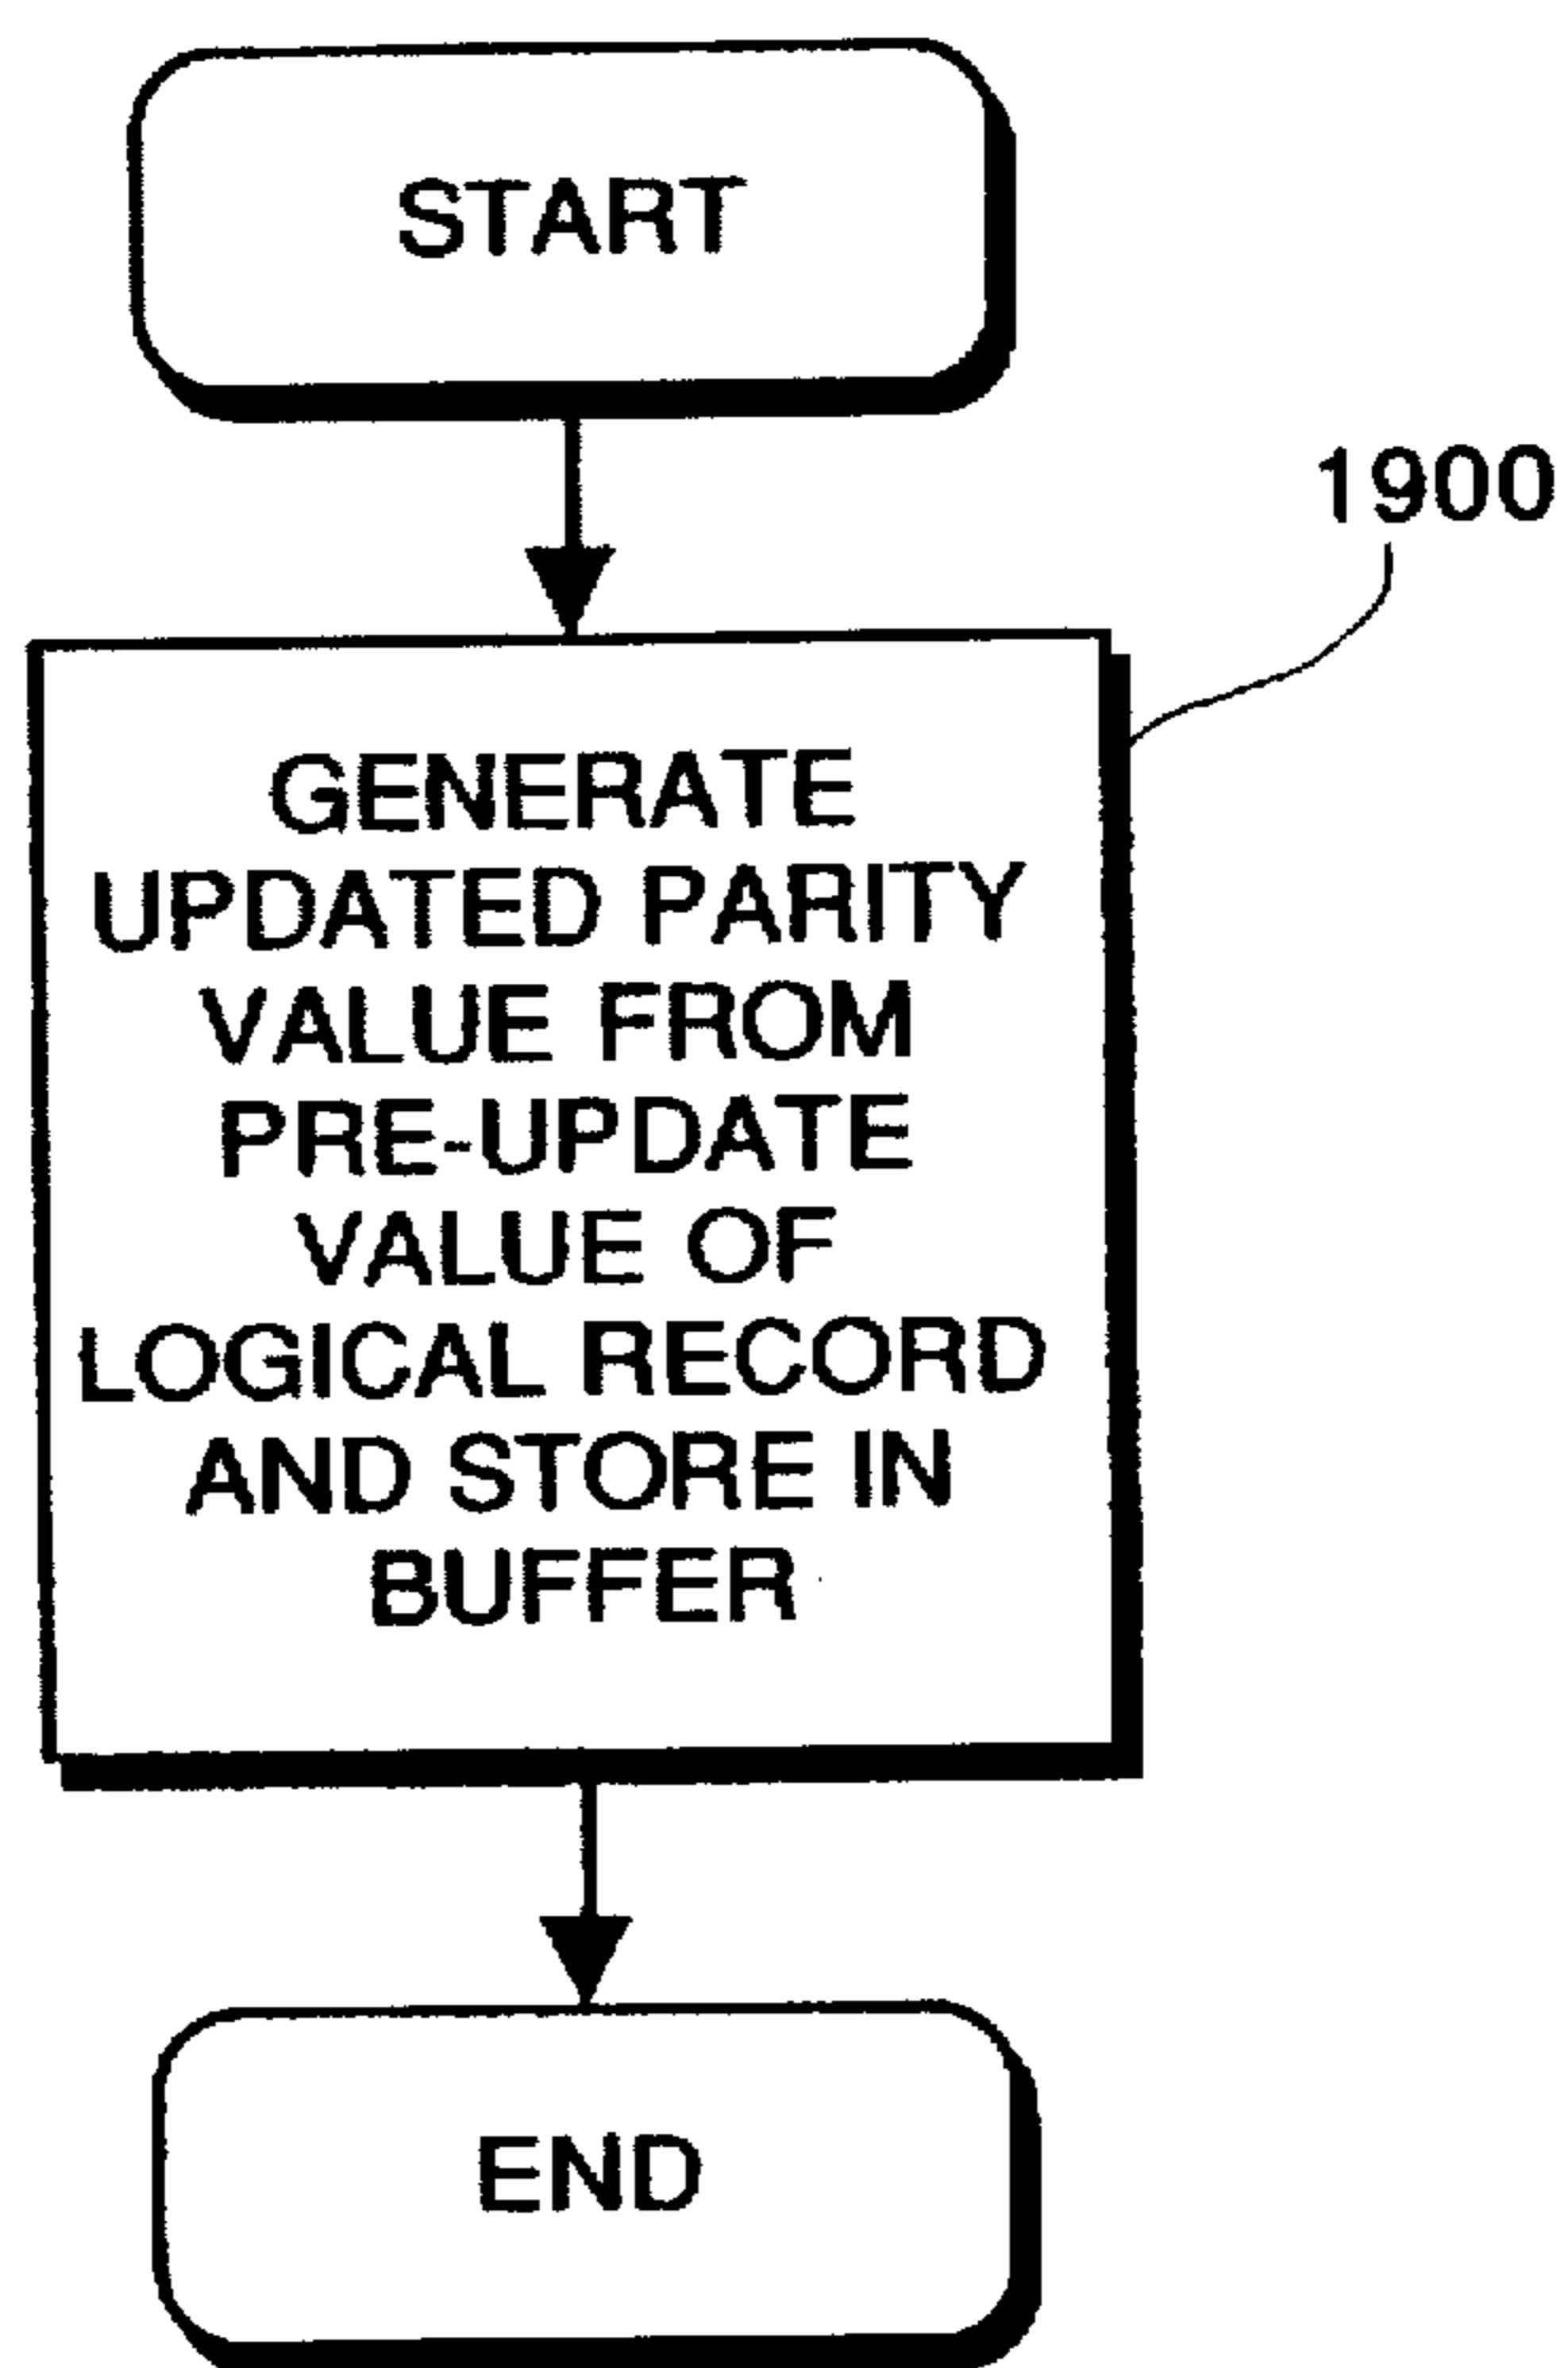 START
1900
GENERATE
UPDATED PARITY
VALUE FROM
PRE-UPDATE
VALUE OF
LOGICAL RECORD
AND STORE IN
BUFFER
END